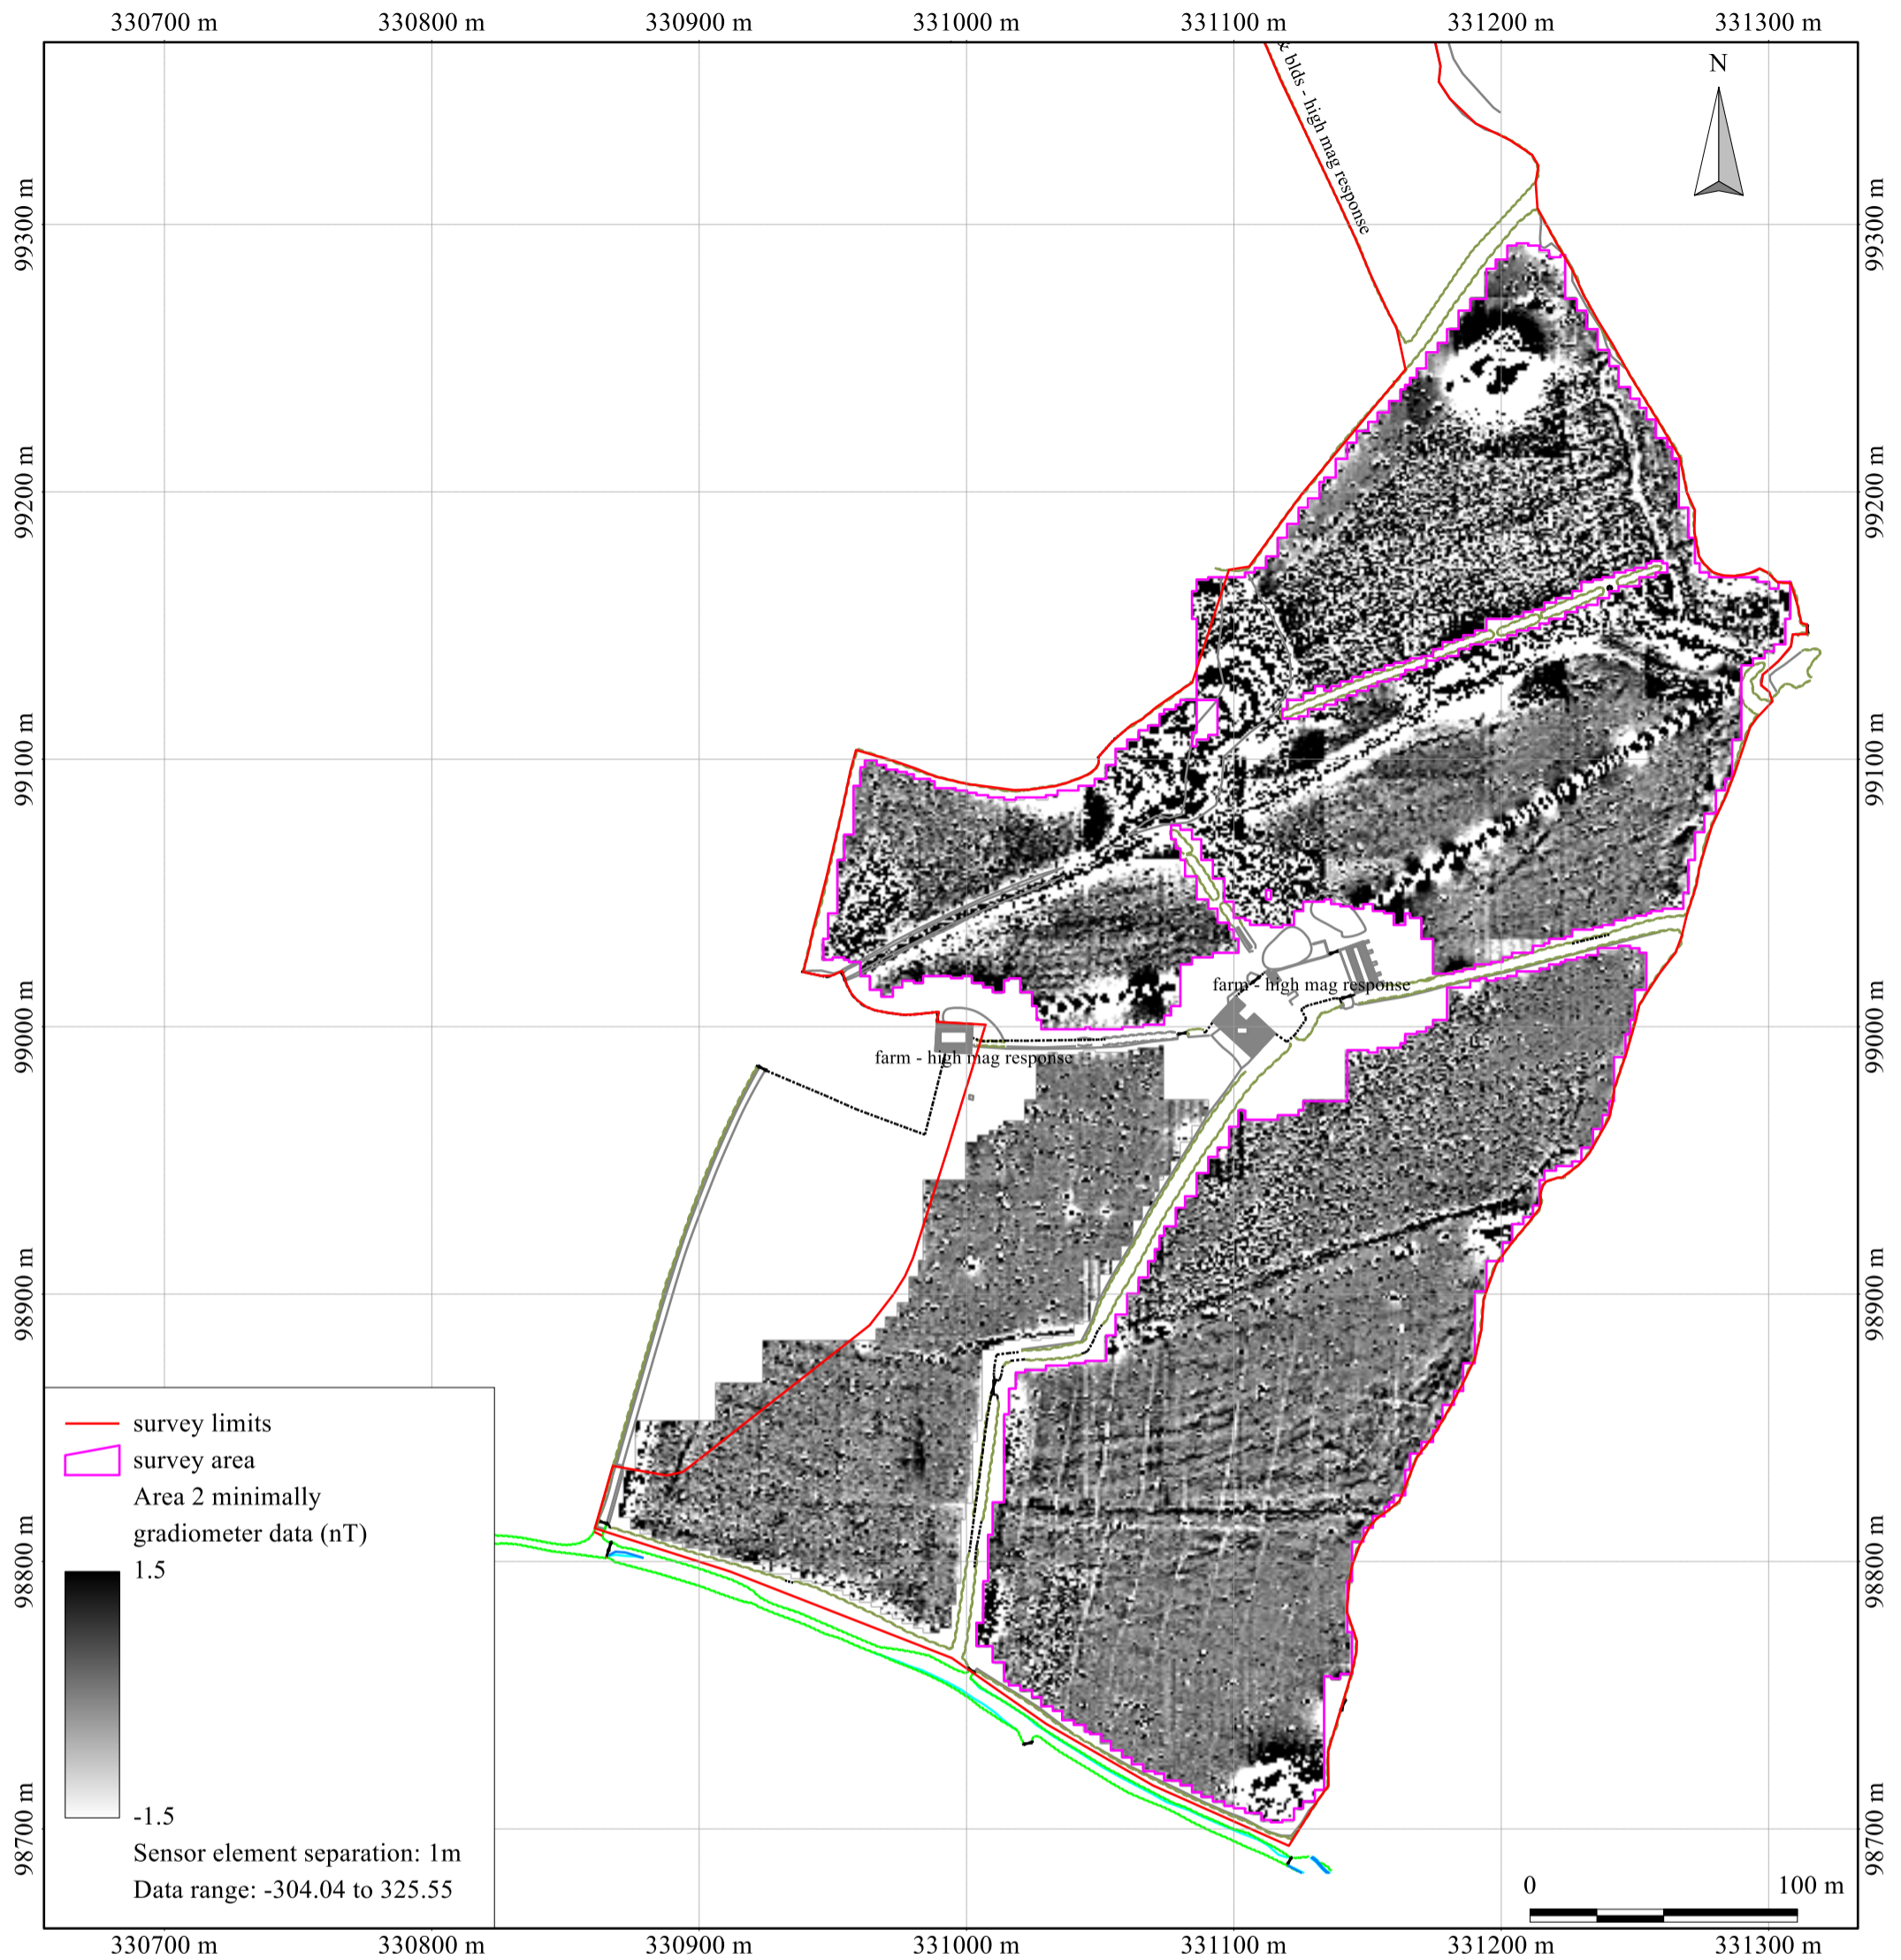 330700 m 330800 m 330900 m 331000 m 331100 m 331200 m 331300 m
N
& blds - high mag response
99300 m 99300 m
99200 m 99200 m
99100 m 99100 m
farm - high mag response
99000 m 99000 m
farm - high mag response
98900 m 98900 m
survey limits
survey area
Area 2 minimally
gradiometer data (nT)
1.5
98800 m 98800 m
-1.5
98700 m 98700 m
Sensor element separation: 1m
Data range: -304.04 to 325.55
0 100 m
330700 m 330800 m 330900 m 331000 m 331100 m 331200 m 331300 m